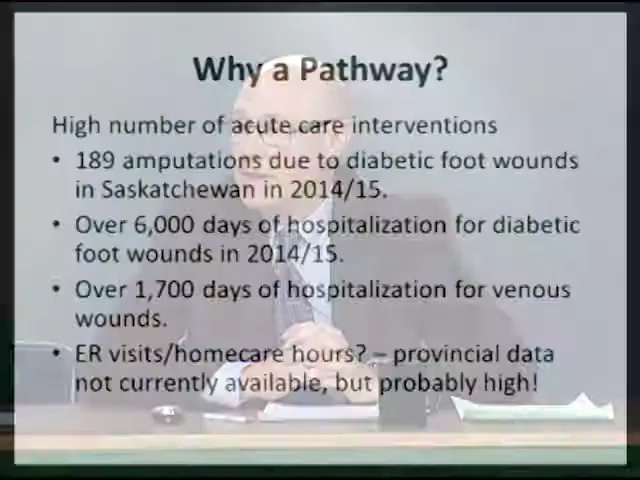 Why a Pathway?
High number of acute care interventions
• 189 amputations due to diabetic foot wounds
in Saskatchewan in 2014/15.
• Over 6,000 days of hospitalization for diabetic
foot wounds in 2014/15.
• Over 1,700 days of hospitalization for venous
wounds.
• ER visits/homecare hours? – provincial data
not currently available, but probably high!